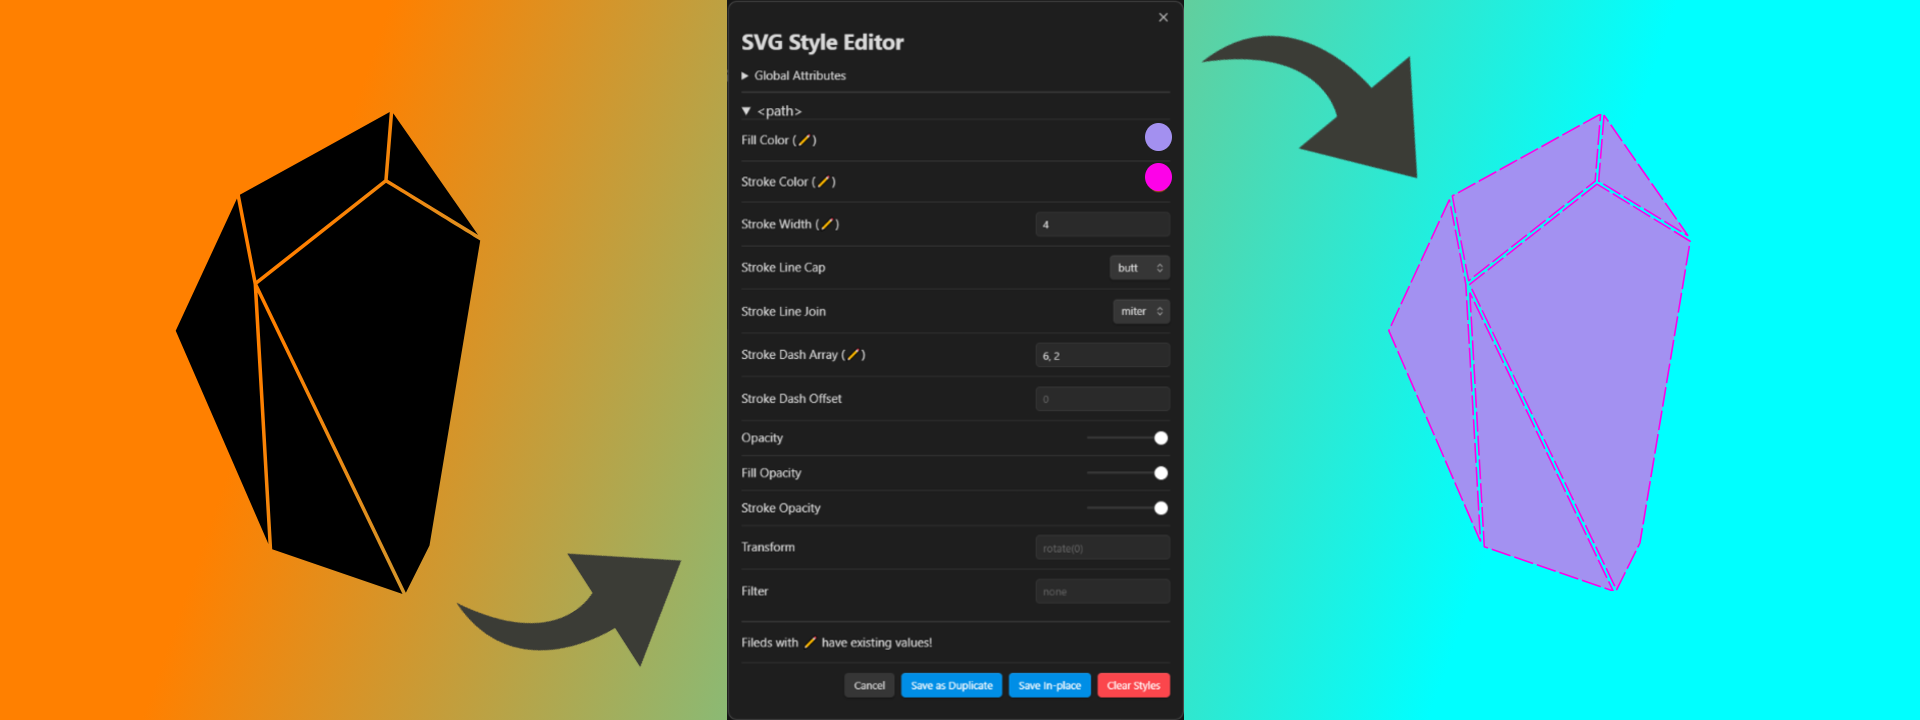 SVG Style Editor
Global Attributes
<path>
Fill Color ( )
Stroke Color ( )
Stroke Width ( )
4
Stroke Line Cap
butt
Stroke Line Join
miter
Stroke Dash Array ( )
6, 2
Stroke Dash Offset
0
Opacity
Fill Opacity
Stroke Opacity
Transform
rotate(0)
Filter
none
Fileds with have existing values!
Cancel
Save as Duplicate
Save In-place
Clear Styles